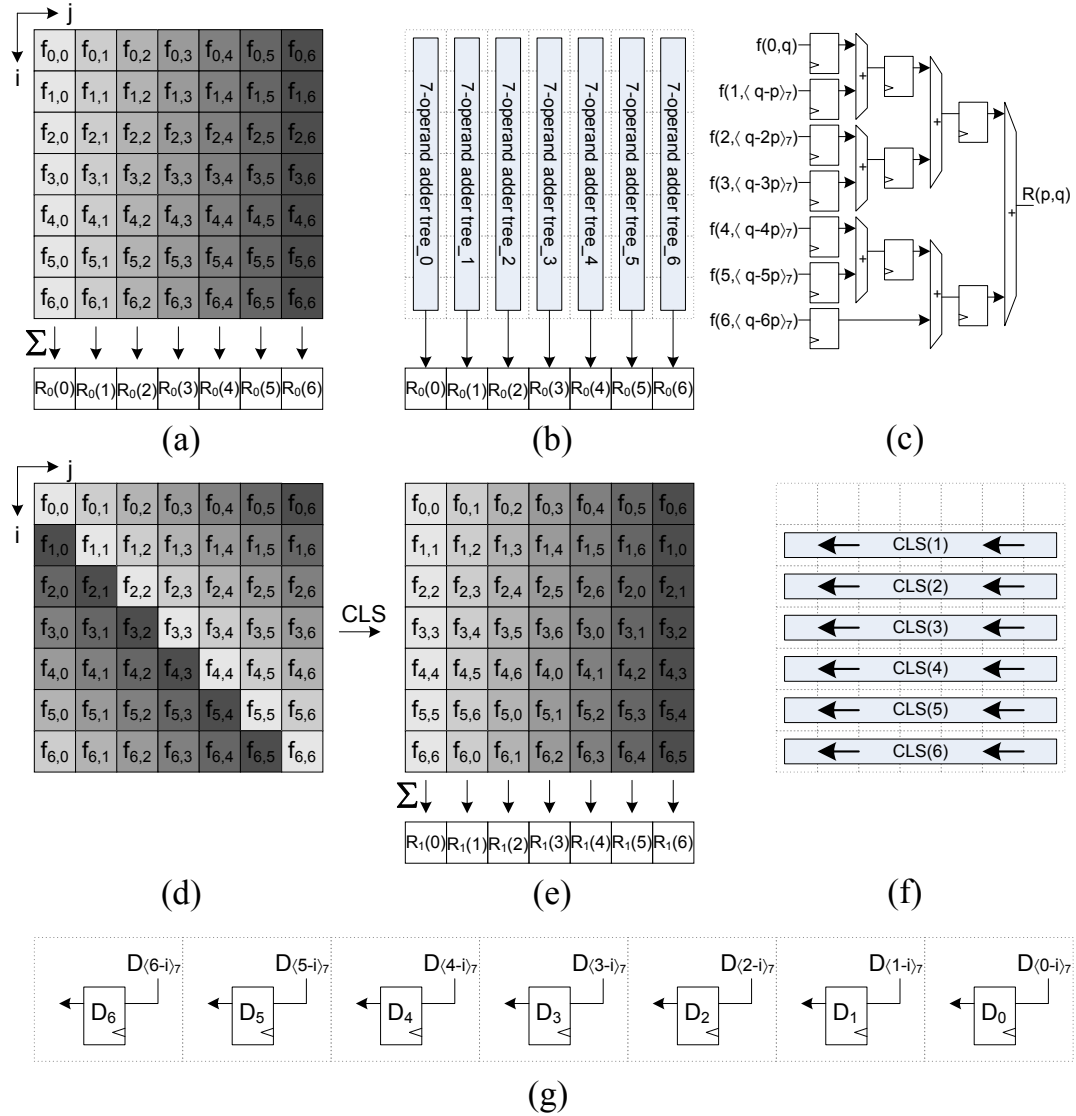 j
i
f0,0 f0,1 f0,2 f0,3 f0,4 f0,5 f0,6
f1,0 f1,1 f1,2 f1,3 f1,4 f1,5 f1,6
f2,0 f2,1 f2,2 f2,3 f2,4 f2,5 f2,6
f3,0 f3,1 f3,2 f3,3 f3,4 f3,5 f3,6
f4,0 f4,1 f4,2 f4,3 f4,4 f4,5 f4,6
f5,0 f5,1 f5,2 f5,3 f5,4 f5,5 f5,6
f6,0 f6,1 f6,2 f6,3 f6,4 f6,5 f6,6
Σ
R0(0) R0(1) R0(2) R0(3) R0(4) R0(5) R0(6)
(a)
7-operand adder tree_0
7-operand adder tree_1
7-operand adder tree_2
7-operand adder tree_3
7-operand adder tree_4
7-operand adder tree_5
7-operand adder tree_6
R0(0) R0(1) R0(2) R0(3) R0(4) R0(5) R0(6)
(b)
f(0,q)
f(1,⟨ q-p⟩7)
f(2,⟨ q-2p⟩7)
f(3,⟨ q-3p⟩7)
f(4,⟨ q-4p⟩7)
f(5,⟨ q-5p⟩7)
f(6,⟨ q-6p⟩7)
+
+
+
+
+
+
R(p,q)
(c)
j
i
f0,0 f0,1 f0,2 f0,3 f0,4 f0,5 f0,6
f1,0 f1,1 f1,2 f1,3 f1,4 f1,5 f1,6
f2,0 f2,1 f2,2 f2,3 f2,4 f2,5 f2,6
f3,0 f3,1 f3,2 f3,3 f3,4 f3,5 f3,6
f4,0 f4,1 f4,2 f4,3 f4,4 f4,5 f4,6
f5,0 f5,1 f5,2 f5,3 f5,4 f5,5 f5,6
f6,0 f6,1 f6,2 f6,3 f6,4 f6,5 f6,6
(d)
CLS
f0,0 f0,1 f0,2 f0,3 f0,4 f0,5 f0,6
f1,1 f1,2 f1,3 f1,4 f1,5 f1,6 f1,0
f2,2 f2,3 f2,4 f2,5 f2,6 f2,0 f2,1
f3,3 f3,4 f3,5 f3,6 f3,0 f3,1 f3,2
f4,4 f4,5 f4,6 f4,0 f4,1 f4,2 f4,3
f5,5 f5,6 f5,0 f5,1 f5,2 f5,3 f5,4
f6,6 f6,0 f6,1 f6,2 f6,3 f6,4 f6,5
Σ
R1(0) R1(1) R1(2) R1(3) R1(4) R1(5) R1(6)
(e)
CLS(1)
CLS(2)
CLS(3)
CLS(4)
CLS(5)
CLS(6)
(f)
D⟨6-i⟩7 D⟨5-i⟩7 D⟨4-i⟩7 D⟨3-i⟩7 D⟨2-i⟩7 D⟨1-i⟩7 D⟨0-i⟩7
D6 D5 D4 D3 D2 D1 D0
(g)